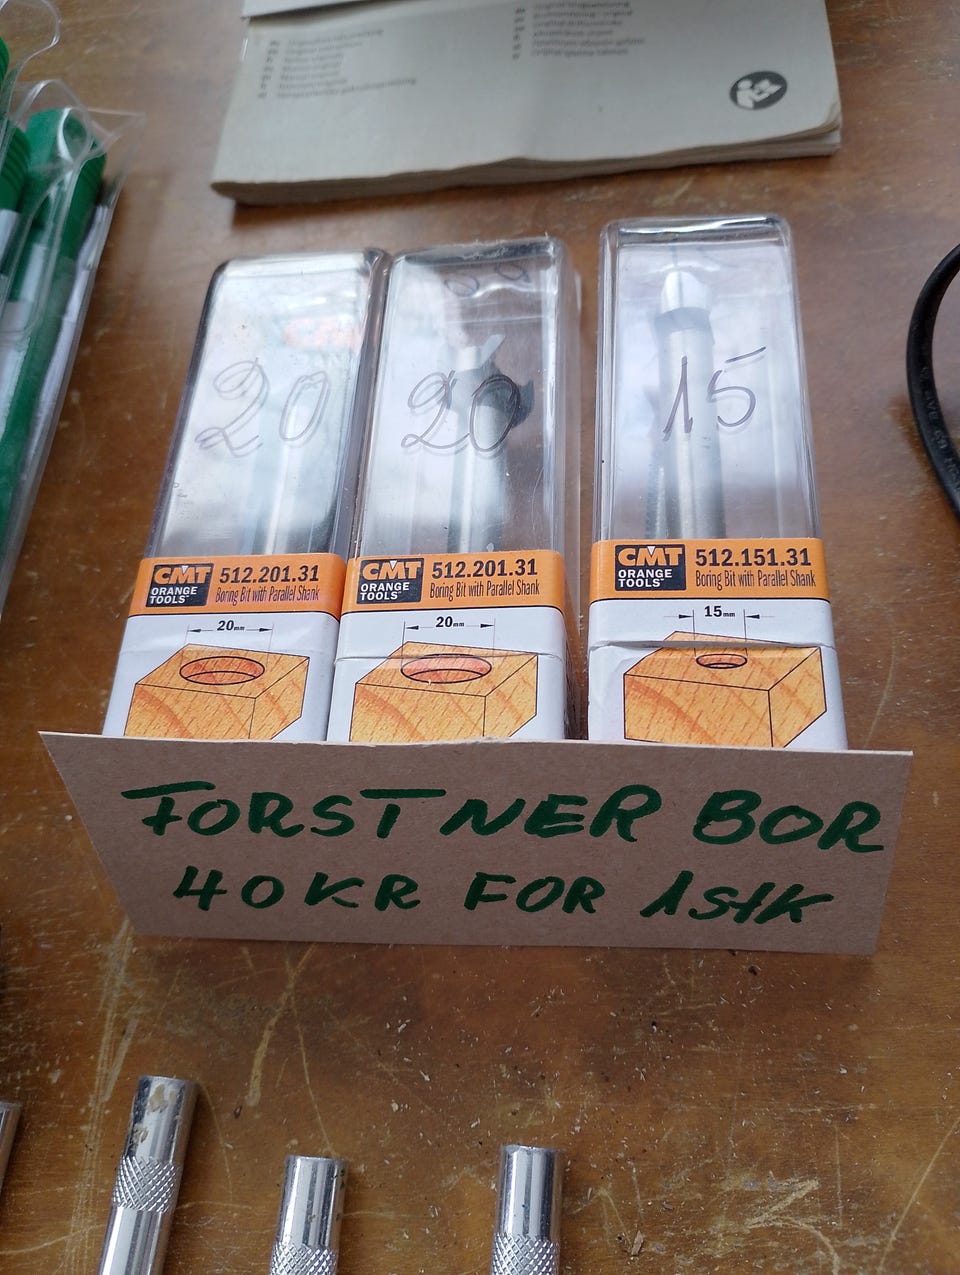 20
20
15
CMT
ORANGE
TOOLS
512.201.31
Boring Bit with Parallel Shank
20mm
CMT
ORANGE
TOOLS
512.201.31
Boring Bit with Parallel Shank
20mm
CMT
ORANGE
TOOLS
512.151.31
Boring Bit with Parallel Shank
15mm
FORSTNER BOR
40KR FOR 1STK